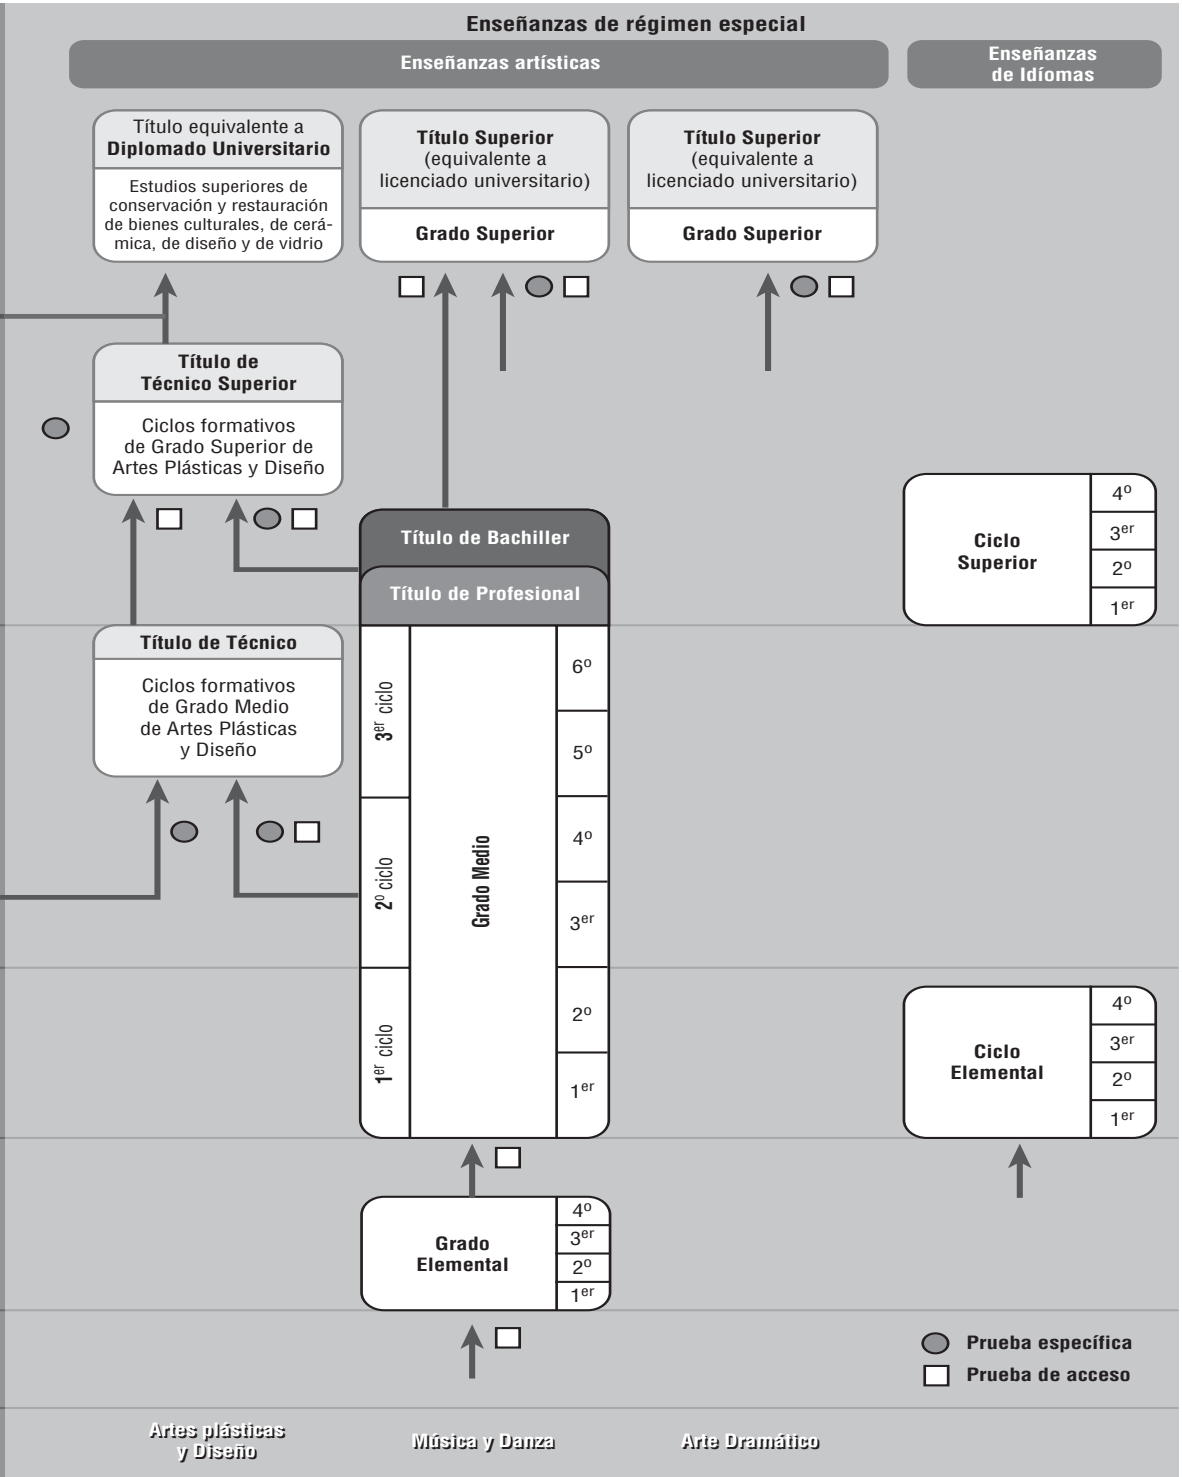 Enseñanzas de régimen especial
Enseñanzas artísticas
Enseñanzas
de Idíomas
Título equivalente a
Diplomado Universitario
Estudios superiores de
conservación y restauración
de bienes culturales, de cerá-
mica, de diseño y de vidrio
Título Superior
(equivalente a
licenciado universitario)
Grado Superior
Título Superior
(equivalente a
licenciado universitario)
Grado Superior
Título de
Técnico Superior
Ciclos formativos
de Grado Superior de
Artes Plásticas y Diseño
Título de Bachiller
Título de Profesional
Ciclo
Superior
4º
3er
2º
1er
Título de Técnico
Ciclos formativos
de Grado Medio
de Artes Plásticas
y Diseño
3er ciclo
2º ciclo
1er ciclo
Grado Medio
6º
5º
4º
3er
2º
1er
Ciclo
Elemental
4º
3er
2º
1er
Grado
Elemental
4º
3er
2º
1er
Prueba específica
Prueba de acceso
Artes plásticas
y Diseño
Música y Danza
Arte Dramático